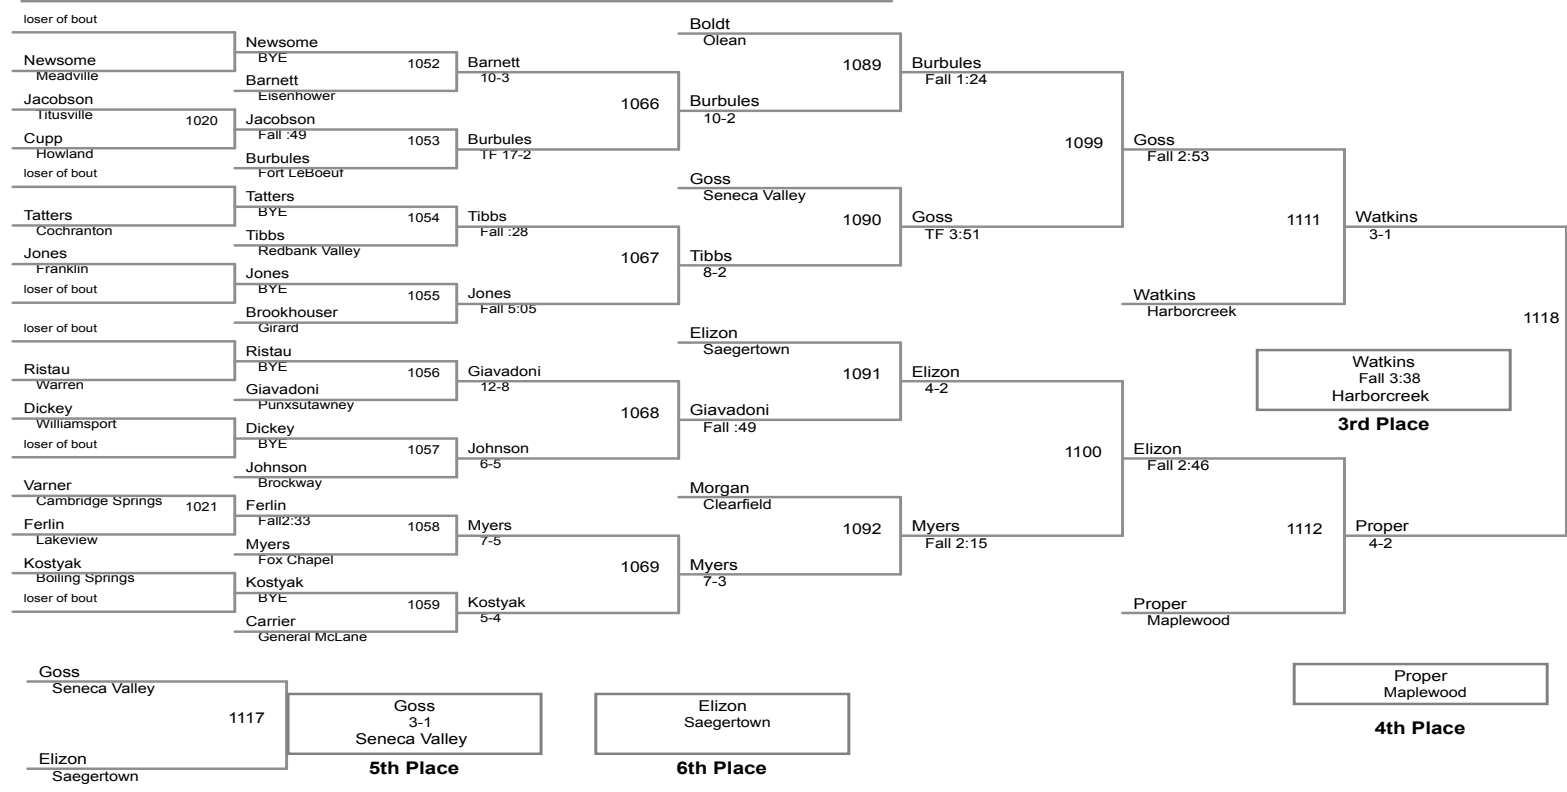 loser of bout
Newsome
Meadville
Jacobson
Titusville
1020
Cupp
Howland
loser of bout
Tatters
Cochranton
Jones
Franklin
loser of bout
loser of bout
Ristau
Warren
Dickey
Williamsport
loser of bout
Varner
Cambridge Springs
1021
Ferlin
Lakeview
Kostyak
Boiling Springs
loser of bout
Newsome
BYE
1052
Barnett
Eisenhower
Jacobson
Fall :49
1053
Burbules
Fort LeBoeuf
Tatters
BYE
1054
Tibbs
Redbank Valley
Jones
BYE
1055
Brookhouser
Girard
Ristau
BYE
1056
Giavadoni
Punxsutawney
Dickey
BYE
1057
Johnson
Brockway
Ferlin
Fall2:33
1058
Myers
Fox Chapel
Kostyak
BYE
1059
Carrier
General McLane
Barnett
10-3
1066
Burbules
TF 17-2
Tibbs
Fall :28
1067
Jones
Fall 5:05
Giavadoni
12-8
1068
Johnson
6-5
Myers
7-5
1069
Kostyak
5-4
Boldt
Olean
1089
Burbules
10-2
Goss
Seneca Valley
1090
Tibbs
8-2
Elizon
Saegertown
1091
Giavadoni
Fall :49
Morgan
Clearfield
1092
Myers
7-3
Burbules
Fall 1:24
1099
Goss
TF 3:51
Elizon
4-2
1100
Myers
Fall 2:15
Goss
Fall 2:53
1111
Watkins
Harborcreek
Elizon
Fall 2:46
1112
Proper
Maplewood
Watkins
3-1
1118
Proper
4-2
Watkins
Fall 3:38
Harborcreek
3rd Place
Goss
Seneca Valley
1117
Elizon
Saegertown
Goss
3-1
Seneca Valley
5th Place
Elizon
Saegertown
6th Place
Proper
Maplewood
4th Place